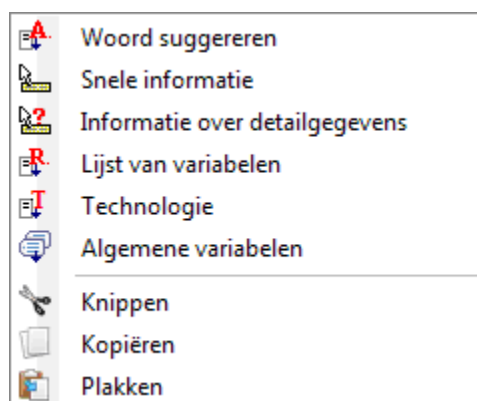 Woord suggereren
Snele informatie
Informatie over detailgegevens
Lijst van variabelen
Technologie
Algemene variabelen
Knippen
Kopiëren
Plakken